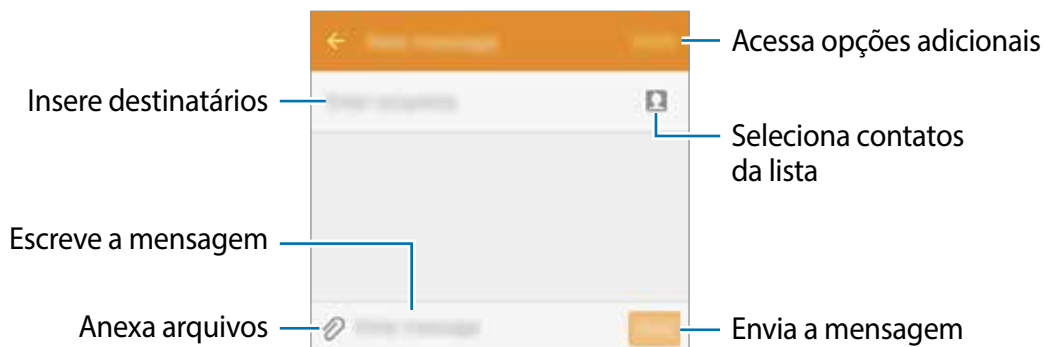 Acessa opções adicionais
Insere destinatários
Seleciona contatos
da lista
Escreve a mensagem
Anexa arquivos
Envia a mensagem